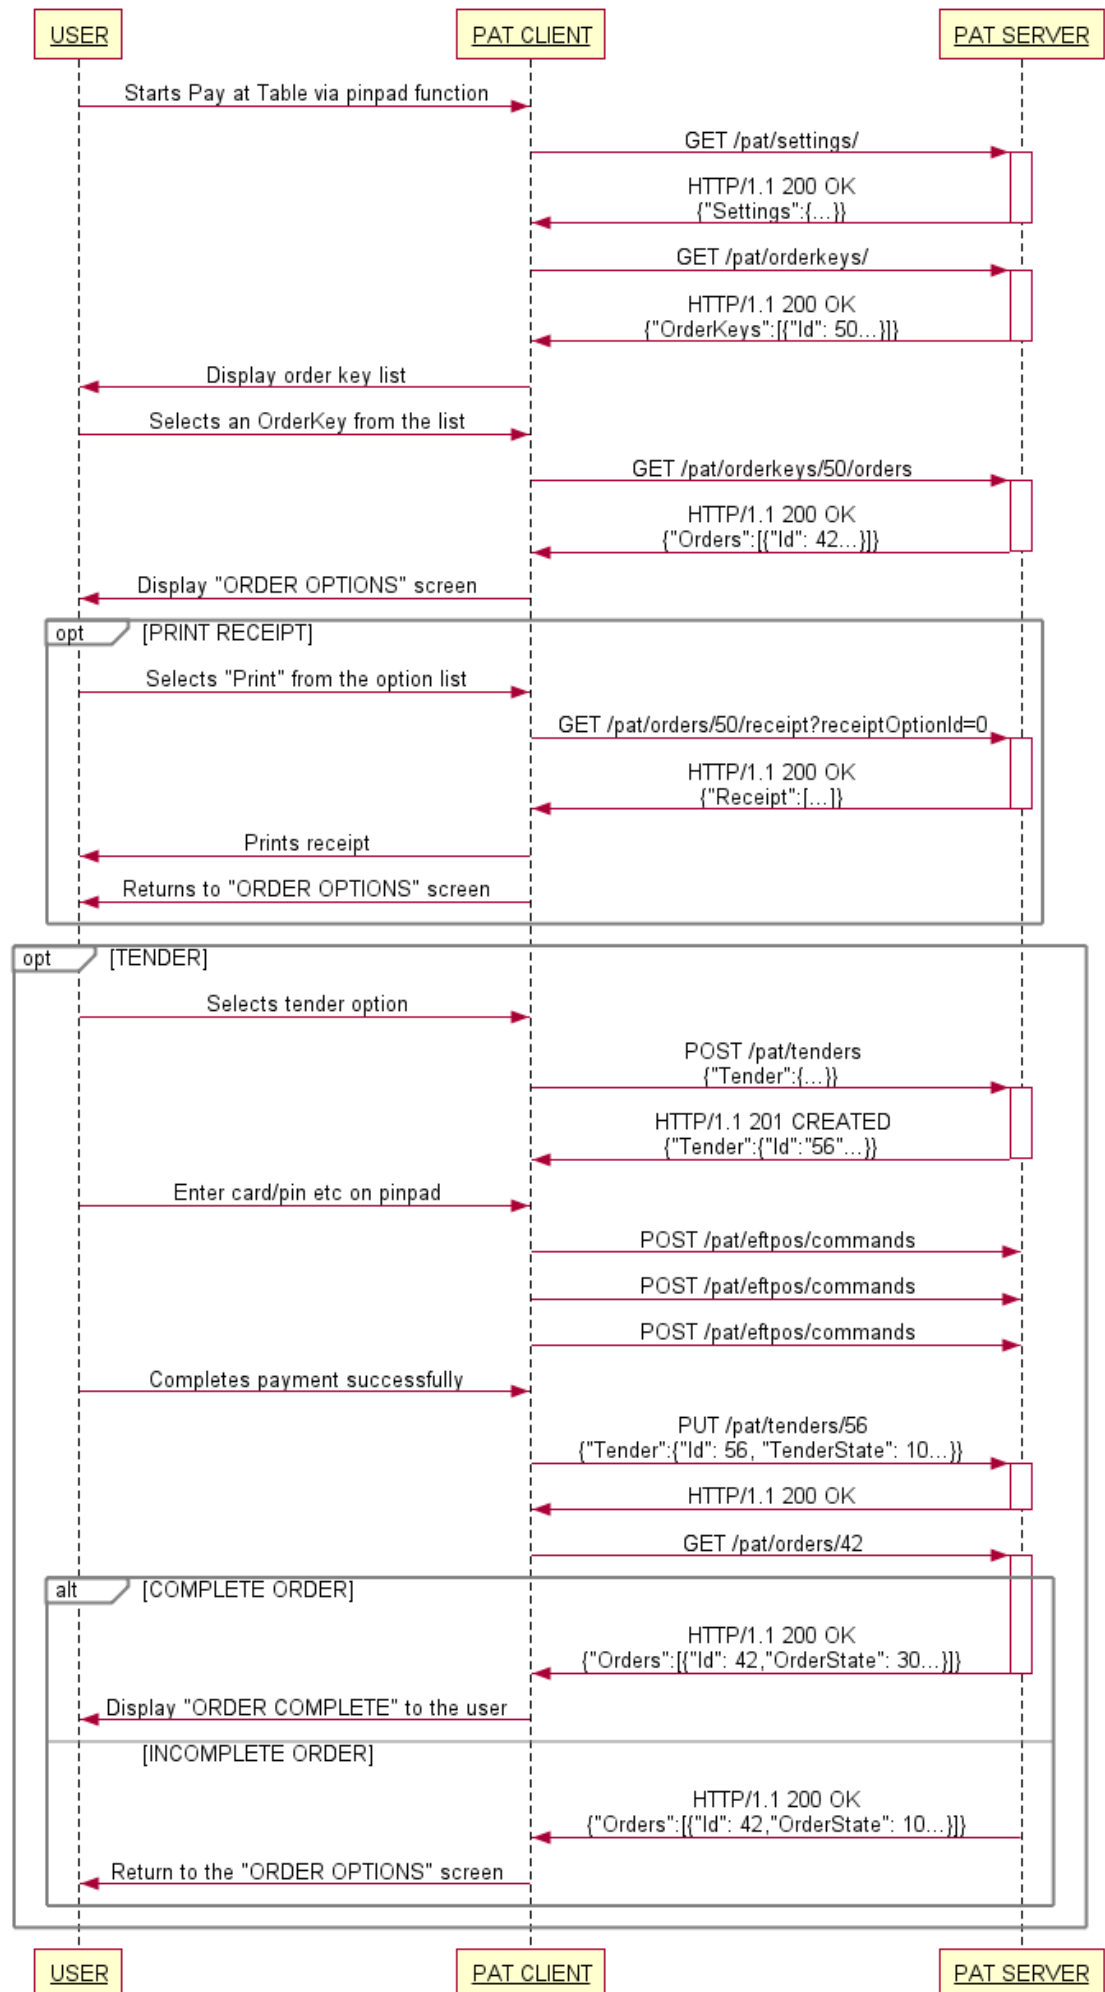 USER
PAT CLIENT
PAT SERVER
Starts Pay at Table via pinpad function
GET /pat/settings/
HTTP/1.1 200 OK
{"Settings":{...}}
GET /pat/orderkeys/
HTTP/1.1 200 OK
{"OrderKeys":[{"Id": 50...}]}
Display order key list
Selects an OrderKey from the list
GET /pat/orderkeys/50/orders
HTTP/1.1 200 OK
{"Orders":[{"Id": 42...}]}
Display "ORDER OPTIONS" screen
opt
[PRINT RECEIPT]
Selects "Print" from the option list
GET /pat/orders/50/receipt?receiptOptionId=0
HTTP/1.1 200 OK
{"Receipt":[...]}
Prints receipt
Returns to "ORDER OPTIONS" screen
opt
[TENDER]
Selects tender option
POST /pat/tenders
{"Tender":{...}}
HTTP/1.1 201 CREATED
{"Tender":{"Id":"56"...}}
Enter card/pin etc on pinpad
POST /pat/eftpos/commands
POST /pat/eftpos/commands
POST /pat/eftpos/commands
Completes payment successfully
PUT /pat/tenders/56
{"Tender":{"Id": 56, "TenderState": 10...}}
HTTP/1.1 200 OK
GET /pat/orders/42
alt
[COMPLETE ORDER]
HTTP/1.1 200 OK
{"Orders":[{"Id": 42,"OrderState": 30...}]}
Display "ORDER COMPLETE" to the user
[INCOMPLETE ORDER]
HTTP/1.1 200 OK
{"Orders":[{"Id": 42,"OrderState": 10...}]}
Return to the "ORDER OPTIONS" screen
USER
PAT CLIENT
PAT SERVER